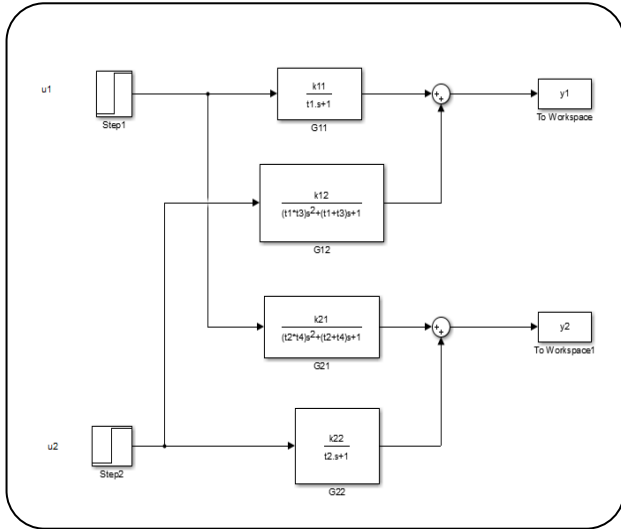 u1
Step1
k11
t1.s+1
G11
++
y1
To Workspace
k12
(t1*t3)s²+(t1+t3)s+1
G12
k21
(t2*t4)s²+(t2+t4)s+1
G21
++
y2
To Workspace1
u2
Step2
k22
t2.s+1
G22